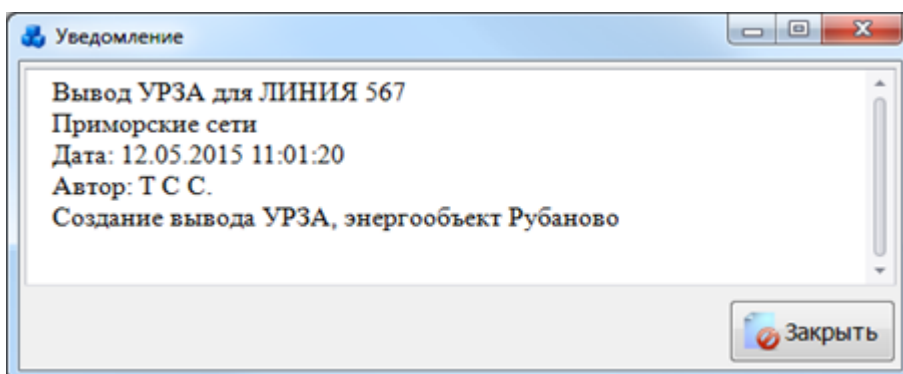 Уведомление
Вывод УРЗА для ЛИНИЯ 567
Приморские сети
Дата: 12.05.2015 11:01:20
Автор: Т С С.
Создание вывода УРЗА, энергообъект Рубаново
Закрыть